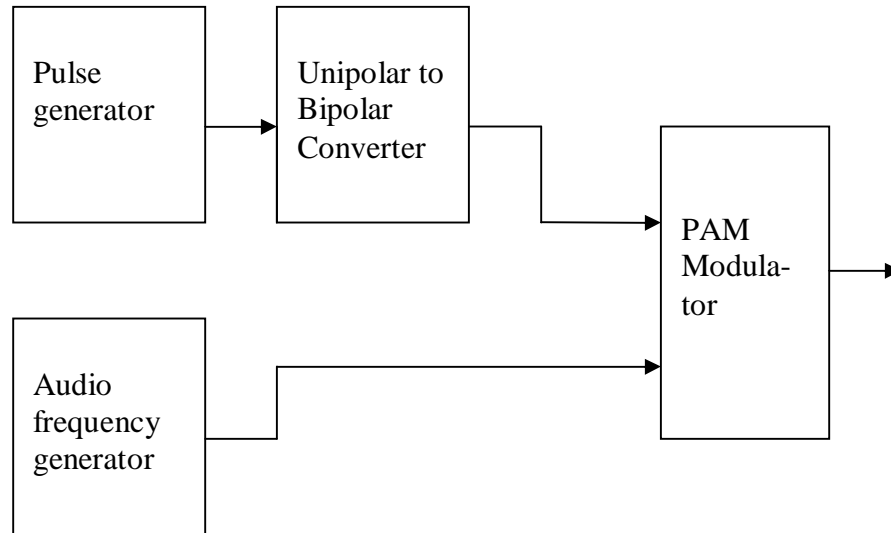 Pulse
generator
Unipolar to
Bipolar
Converter
PAM
Modula-
tor
Audio
frequency
generator